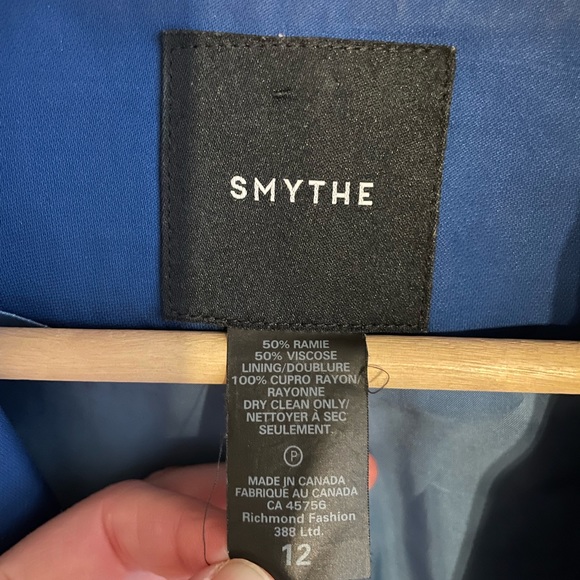 SMYTHE
50% RAMIE
50% VISCOSE
LINING/DOUBLURE
100% CUPRO RAYON/
RAYONNE
DRY CLEAN ONLY/
NETTOYER À SEC
SEULEMENT.
P
MADE IN CANADA
FABRIQUE AU CANADA
CA 45756
Richmond Fashion
388 Ltd.
12